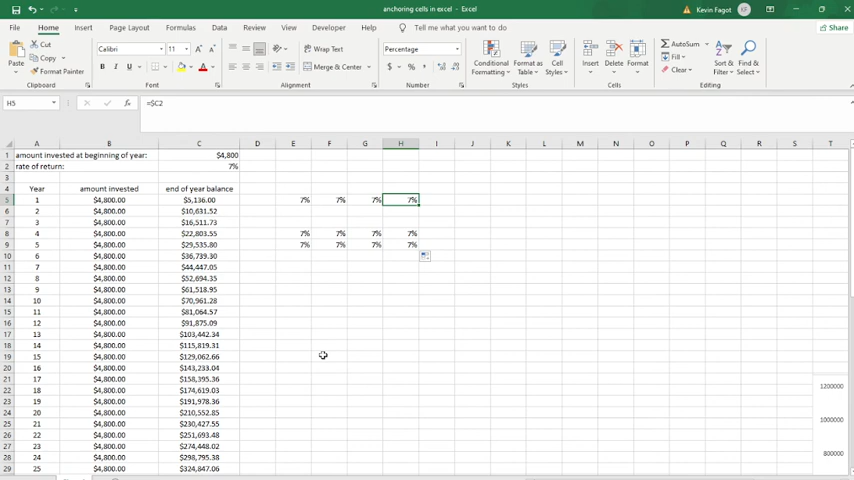 anchoring cells in excel - Excel
Kevin Fagot
KF
File Home Insert Page Layout Formulas Data Review View Help Tell me what you want to do
Share
Paste
Cut
Copy
Format Painter
Clipboard
Calibri 11
B I U
Font
Wrap Text
Merge & Center
Alignment
Percentage
$ % ,
Number
Conditional Formatting
Format as Table
Cell Styles
Styles
Insert Delete Format
Cells
AutoSum
Fill
Clear
Sort & Filter
Find & Select
Editing
H5
fx
=$C2
A B C D E F G H I J K L M N O P Q R S T
1 amount invested at beginning of year: $4,800
2 rate of return: 7%
3
4 Year amount invested end of year balance
5 1 $4,800.00 $5,136.00 7% 7% 7% 7%
6 2 $4,800.00 $10,631.52
7 3 $4,800.00 $16,511.73
8 4 $4,800.00 $22,803.55 7% 7% 7% 7%
9 5 $4,800.00 $29,535.80 7% 7% 7% 7%
10 6 $4,800.00 $36,739.30
11 7 $4,800.00 $44,447.05
12 8 $4,800.00 $52,694.35
13 9 $4,800.00 $61,518.95
14 10 $4,800.00 $70,961.28
15 11 $4,800.00 $81,064.57
16 12 $4,800.00 $91,875.09
17 13 $4,800.00 $103,442.34
18 14 $4,800.00 $115,819.31
19 15 $4,800.00 $129,062.66
20 16 $4,800.00 $143,233.04
21 17 $4,800.00 $158,395.36
22 18 $4,800.00 $174,619.03
23 19 $4,800.00 $191,978.36
24 20 $4,800.00 $210,552.85
25 21 $4,800.00 $230,427.55
26 22 $4,800.00 $251,693.48
27 23 $4,800.00 $274,448.02
28 24 $4,800.00 $298,795.38
29 25 $4,800.00 $324,847.06
1200000
1000000
800000